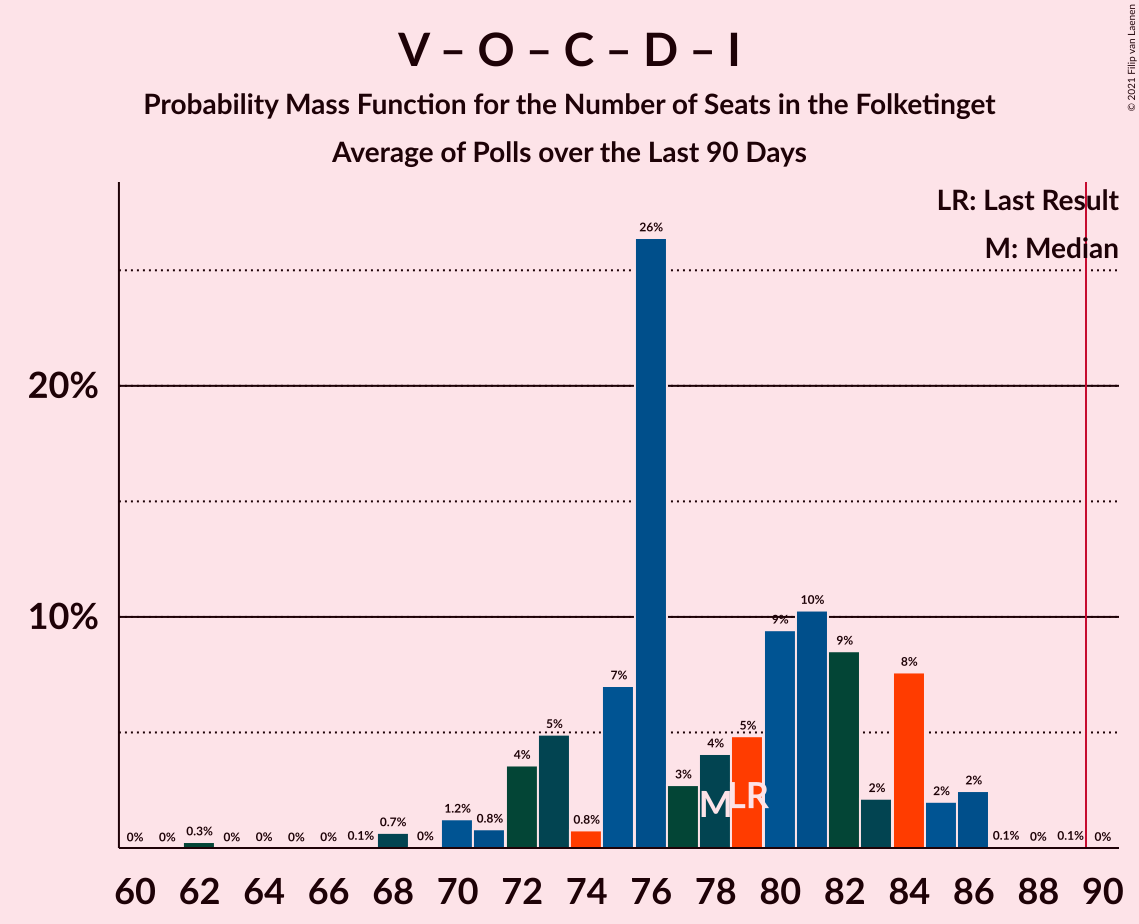 V – O – C – D – I
Probability Mass Function for the Number of Seats in the Folketinget
Average of Polls over the Last 90 Days
© 2021 Filip van Laenen
LR: Last Result
M: Median
20%
10%
0% 0% 0.3% 0% 0% 0% 0% 0.1% 0.7% 0% 1.2% 0.8% 4% 5% 0.8% 7% 26% 3% 4% 5% 9% 10% 9% 2% 8% 2% 2% 0.1% 0% 0.1% 0%
M LR
60 62 64 66 68 70 72 74 76 78 80 82 84 86 88 90